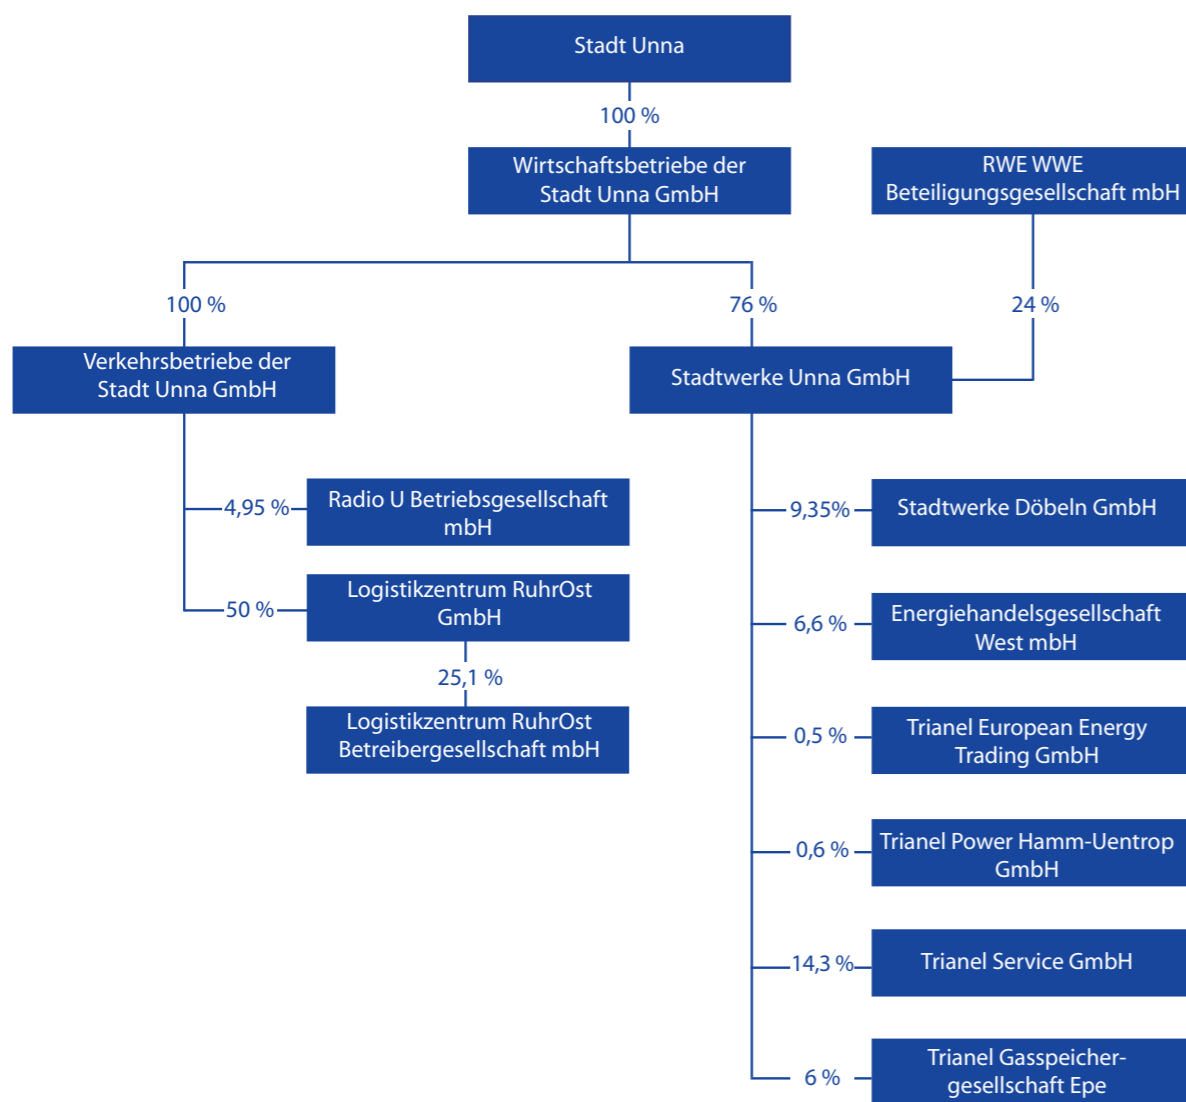 Stadt Unna
100 %
Wirtschaftsbetriebe der
Stadt Unna GmbH
RWE WWE
Beteiligungsgesellschaft mbH
100 %
76 %
24 %
Verkehrsbetriebe der
Stadt Unna GmbH
Stadtwerke Unna GmbH
4,95 %
Radio U Betriebsgesellschaft
mbH
50 %
Logistikzentrum RuhrOst
GmbH
25,1 %
Logistikzentrum RuhrOst
Betreibergesellschaft mbH
9,35%
Stadtwerke Döbeln GmbH
6,6 %
Energiehandelsgesellschaft
West mbH
0,5 %
Trianel European Energy
Trading GmbH
0,6 %
Trianel Power Hamm-Uentrop
GmbH
14,3 %
Trianel Service GmbH
6 %
Trianel Gasspeicher-
gesellschaft Epe